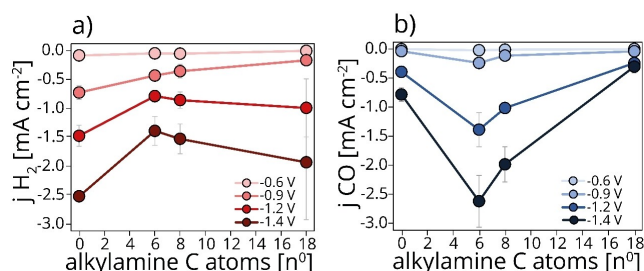 a)
j H2 [mA cm-2]
0.0
-0.5
-1.0
-1.5
-2.0
-2.5
-3.0
-0.6 V
-0.9 V
-1.2 V
-1.4 V
0 2 4 6 8 10 12 14 16 18
alkylamine C atoms [n0]
b)
j CO [mA cm-2]
0.0
-0.5
-1.0
-1.5
-2.0
-2.5
-3.0
-0.6 V
-0.9 V
-1.2 V
-1.4 V
0 2 4 6 8 10 12 14 16 18
alkylamine C atoms [n0]